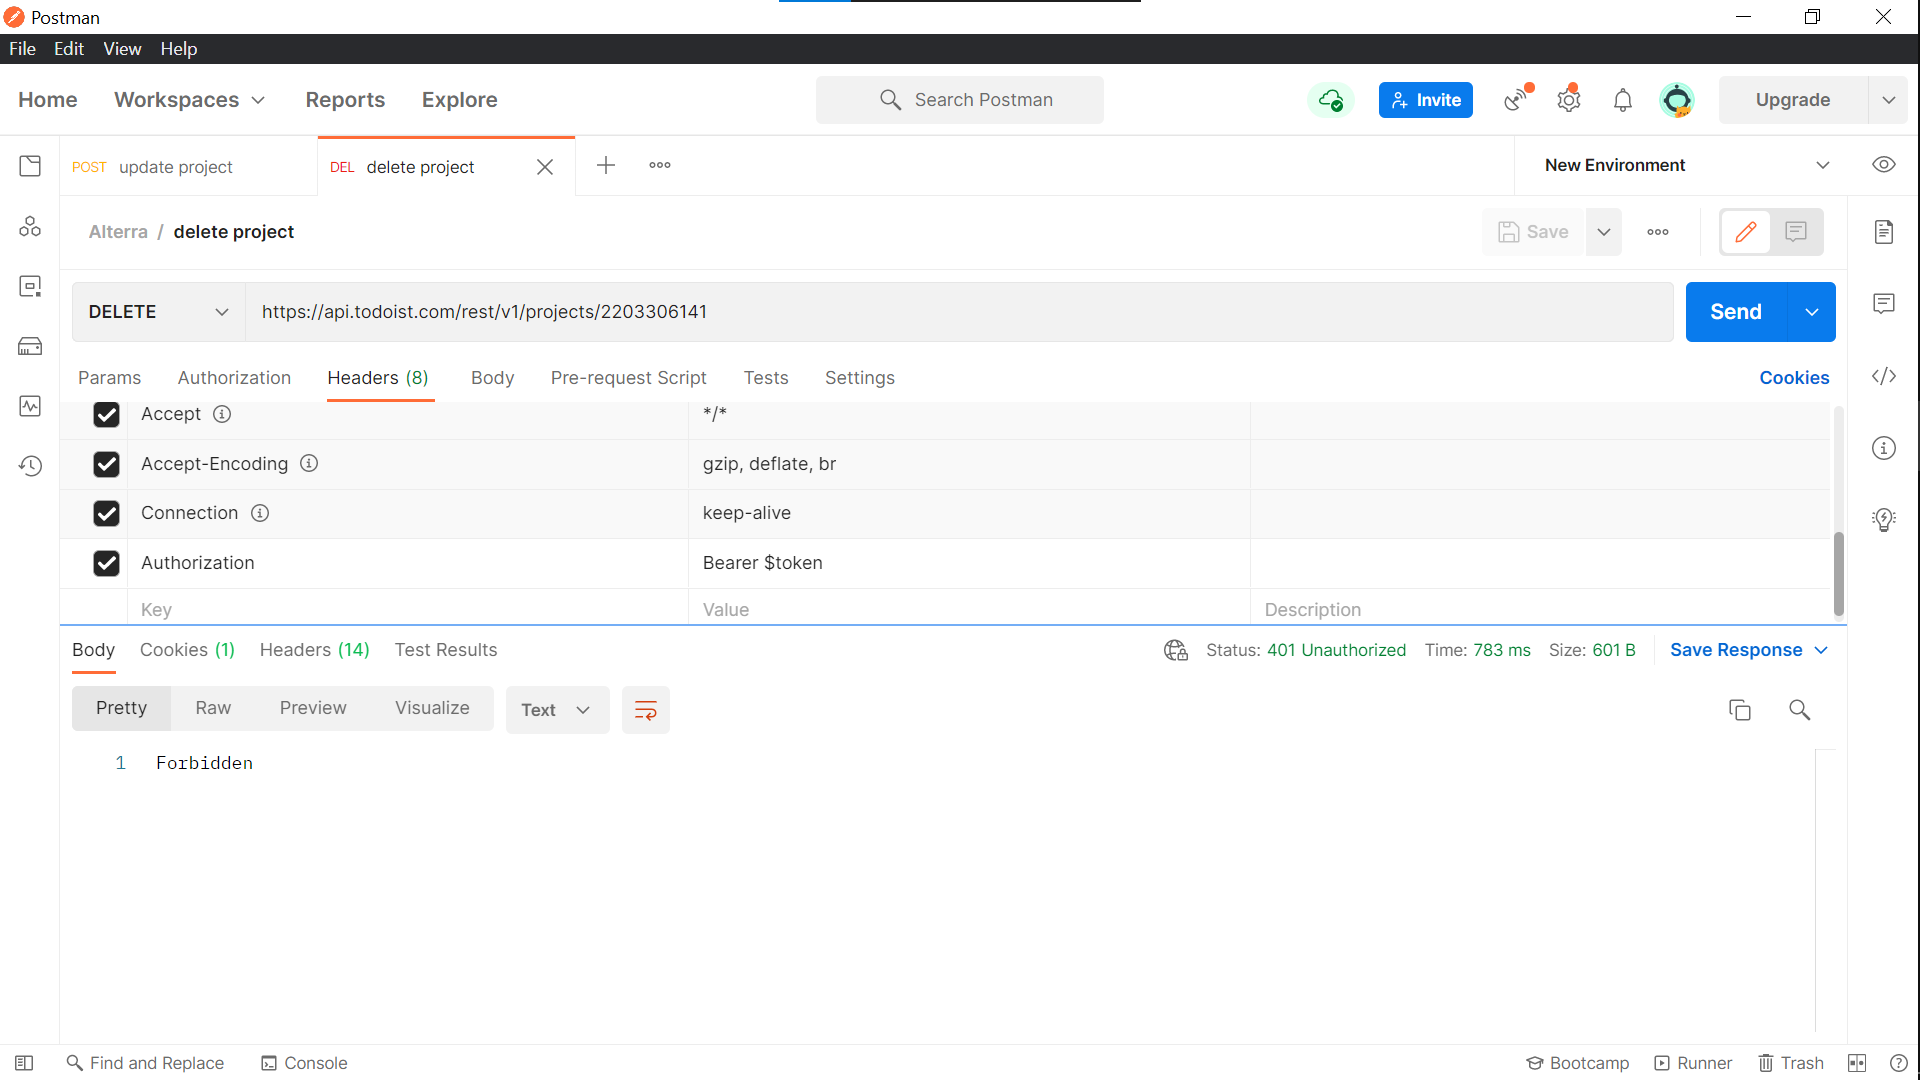 Postman
File Edit View Help
Home Workspaces Reports Explore Search Postman Invite Upgrade
POST update project DEL delete project New Environment
Alterra / delete project Save
DELETE https://api.todoist.com/rest/v1/projects/2203306141 Send
Params Authorization Headers (8) Body Pre-request Script Tests Settings Cookies
Accept */*
Accept-Encoding gzip, deflate, br
Connection keep-alive
Authorization Bearer $token
Key Value Description
Body Cookies (1) Headers (14) Test Results Status: 401 Unauthorized Time: 783 ms Size: 601 B Save Response
Pretty Raw Preview Visualize Text
1 Forbidden
Find and Replace Console Bootcamp Runner Trash